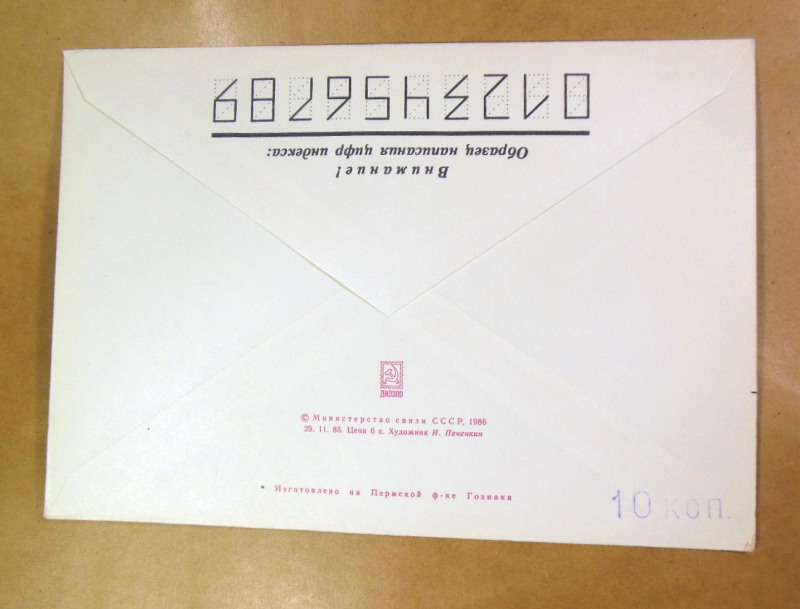 Внимание!
Образец написания цифр индекса:
0123456789
© Министерство связи СССР, 1986
29. 11. 85. Цена 6 к. Художник И. Печенкин
Изготовлено на Пермской ф-ке Гознака
10 коп.